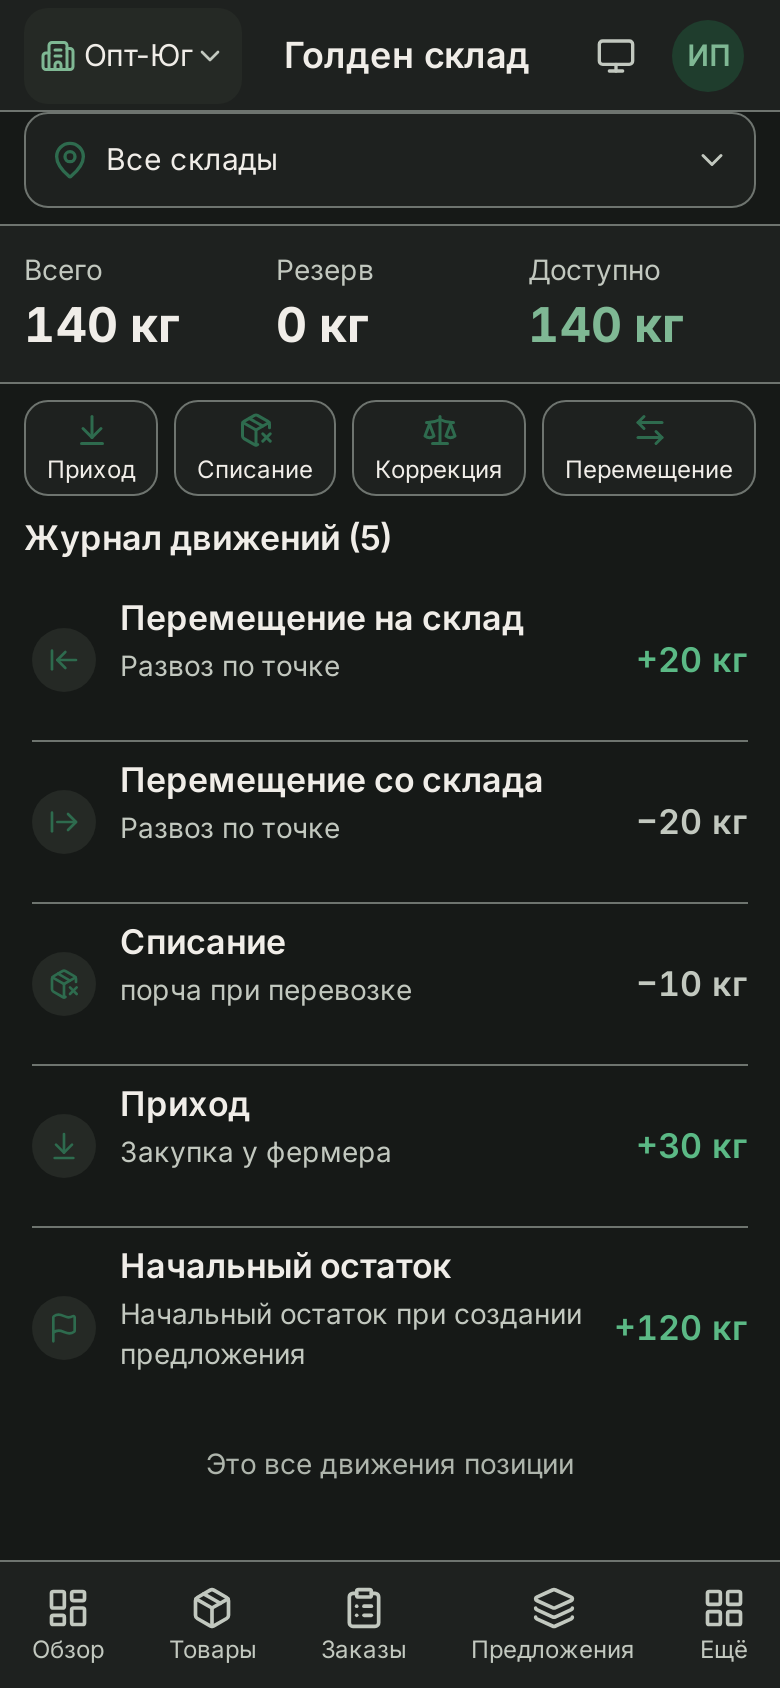 Опт-Юг
Голден склад
ИП
Все склады
Всего
Резерв
Доступно
140 кг
0 кг
140 кг
Приход
Списание
Коррекция
Перемещение
Журнал движений (5)
Перемещение на склад
Развоз по точке
+20 кг
Перемещение со склада
Развоз по точке
−20 кг
Списание
порча при перевозке
−10 кг
Приход
Закупка у фермера
+30 кг
Начальный остаток
Начальный остаток при создании
предложения
+120 кг
Это все движения позиции
Обзор
Товары
Заказы
Предложения
Ещё